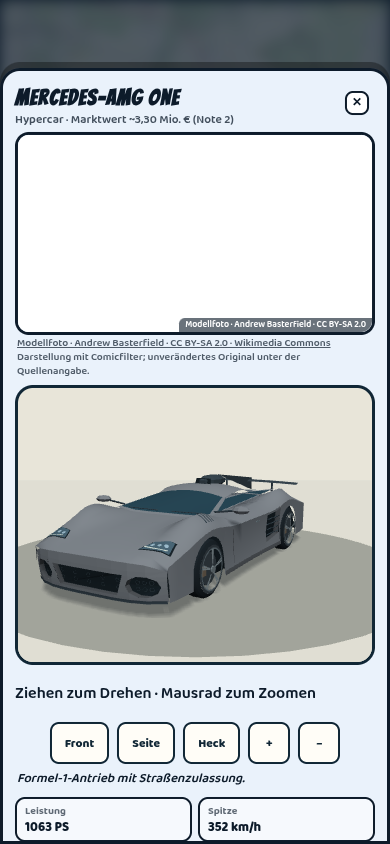 MERCEDES-AMG ONE
×
Hypercar · Marktwert ~3,30 Mio. € (Note 2)
Modellfoto · Andrew Basterfield · CC BY-SA 2.0
Modellfoto · Andrew Basterfield · CC BY-SA 2.0 · Wikimedia Commons
Darstellung mit Comicfilter; unverändertes Original unter der
Quellenangabe.
Ziehen zum Drehen · Mausrad zum Zoomen
Front Seite Heck + −
Formel-1-Antrieb mit Straßenzulassung.
Leistung Spitze
1063 PS 352 km/h